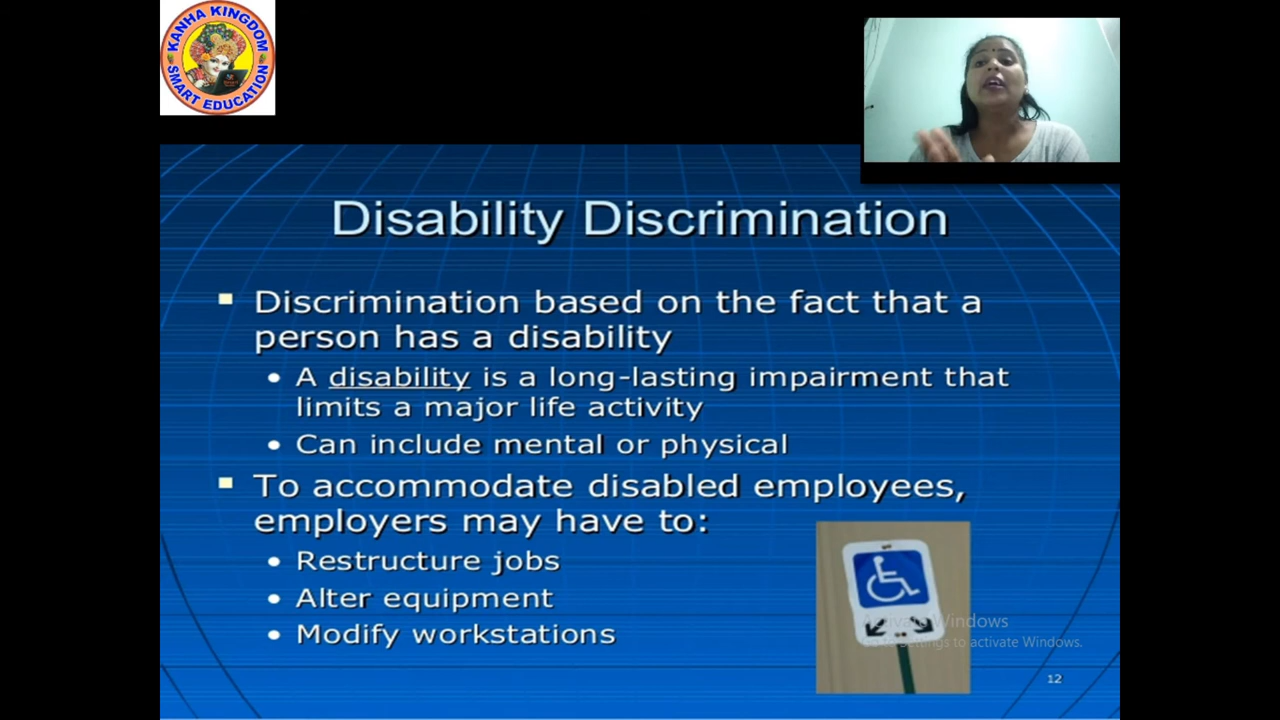 KANHA KINGDOM
SMART EDUCATION
Disability Discrimination
▪ Discrimination based on the fact that a
person has a disability
• A disability is a long-lasting impairment that
limits a major life activity
• Can include mental or physical
▪ To accommodate disabled employees,
employers may have to:
• Restructure jobs
• Alter equipment
• Modify workstations
Activate Windows
Go to Settings to activate Windows.
12